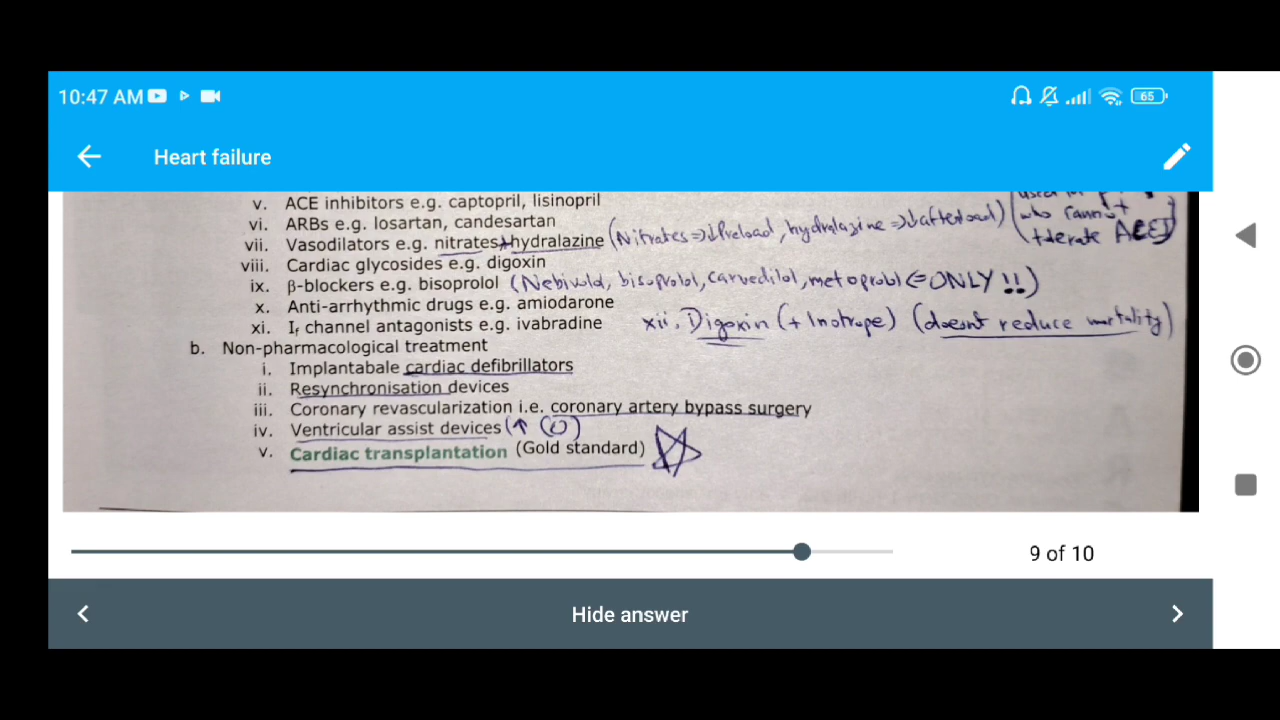 10:47 AM
65
Heart failure
v. ACE inhibitors e.g. captopril, lisinopril
vi. ARBs e.g. losartan, candesartan
who cannot
vii. Vasodilators e.g. nitrates+hydralazine (Nitrates⇒↓Preload, hydralazine⇒↓afterload)
tolerate ACEI
viii. Cardiac glycosides e.g. digoxin
ix. β-blockers e.g. bisoprolol (Nebivolol, bisoprolol, carvedilol, metoprolol ⇐ONLY !!)
x. Anti-arrhythmic drugs e.g. amiodarone
xi. If channel antagonists e.g. ivabradine xii. Digoxin (+ Inotrope) (doesnt reduce mortality)
b. Non-pharmacological treatment
i. Implantabale cardiac defibrillators
ii. Resynchronisation devices
iii. Coronary revascularization i.e. coronary artery bypass surgery
iv. Ventricular assist devices (↑
v. Cardiac transplantation (Gold standard)
9 of 10
Hide answer